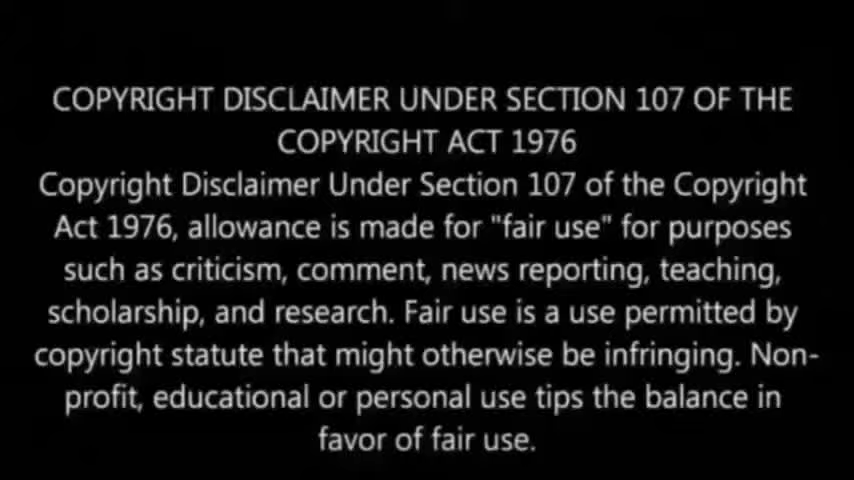 COPYRIGHT DISCLAIMER UNDER SECTION 107 OF THE
COPYRIGHT ACT 1976
Copyright Disclaimer Under Section 107 of the Copyright
Act 1976, allowance is made for "fair use" for purposes
such as criticism, comment, news reporting, teaching,
scholarship, and research. Fair use is a use permitted by
copyright statute that might otherwise be infringing. Non-
profit, educational or personal use tips the balance in
favor of fair use.